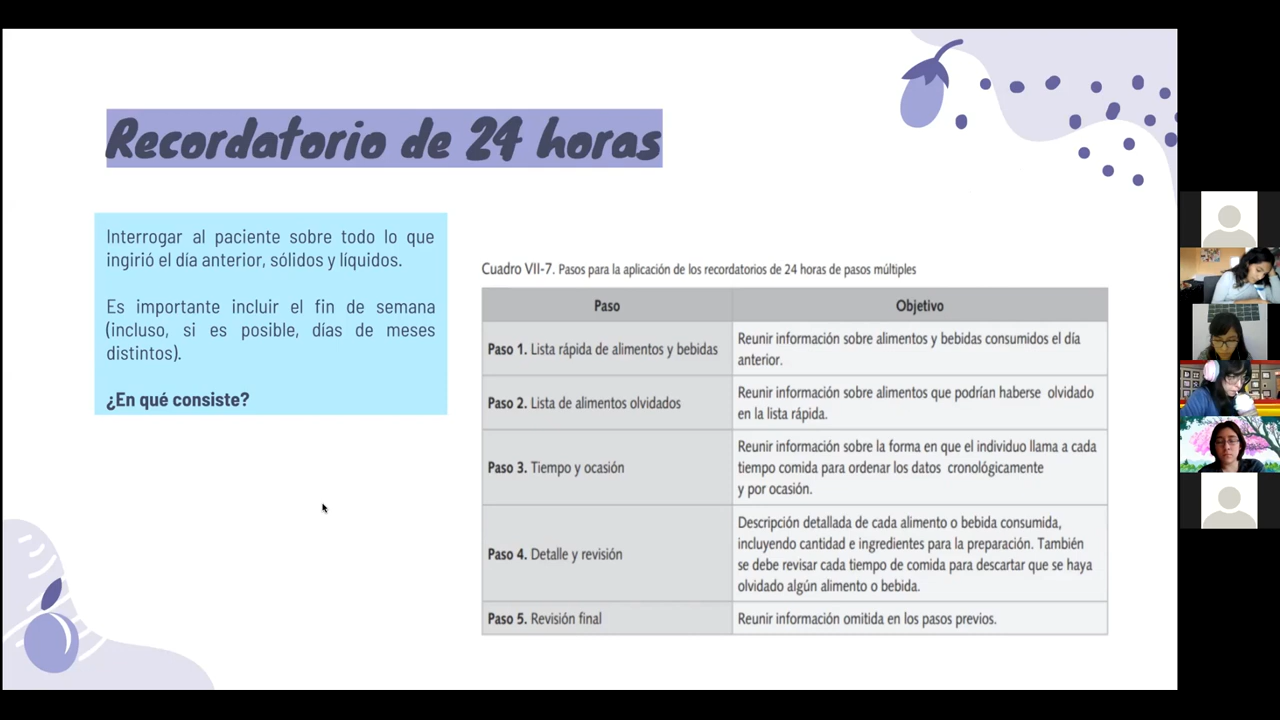 Recordatorio de 24 horas
Interrogar al paciente sobre todo lo que
ingirió el día anterior, sólidos y líquidos.
Es importante incluir el fin de semana
(incluso, si es posible, días de meses
distintos).
¿En qué consiste?
Cuadro VII-7. Pasos para la aplicación de los recordatorios de 24 horas de pasos múltiples
Paso
Objetivo
Paso 1. Lista rápida de alimentos y bebidas
Reunir información sobre alimentos y bebidas consumidos el día
anterior.
Paso 2. Lista de alimentos olvidados
Reunir información sobre alimentos que podrían haberse olvidado
en la lista rápida.
Paso 3. Tiempo y ocasión
Reunir información sobre la forma en que el individuo llama a cada
tiempo comida para ordenar los datos cronológicamente
y por ocasión.
Paso 4. Detalle y revisión
Descripción detallada de cada alimento o bebida consumida,
incluyendo cantidad e ingredientes para la preparación. También
se debe revisar cada tiempo de comida para descartar que se haya
olvidado algún alimento o bebida.
Paso 5. Revisión final
Reunir información omitida en los pasos previos.